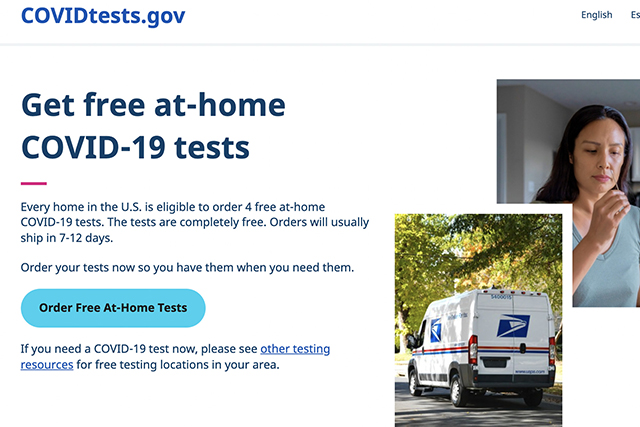 COVIDtests.gov
English
Es
Get free at-home
COVID-19 tests
Every home in the U.S. is eligible to order 4 free at-home
COVID-19 tests. The tests are completely free. Orders will usually
ship in 7-12 days.
Order your tests now so you have them when you need them.
Order Free At-Home Tests
If you need a COVID-19 test now, please see other testing
resources for free testing locations in your area.
5400015
www.usps.com